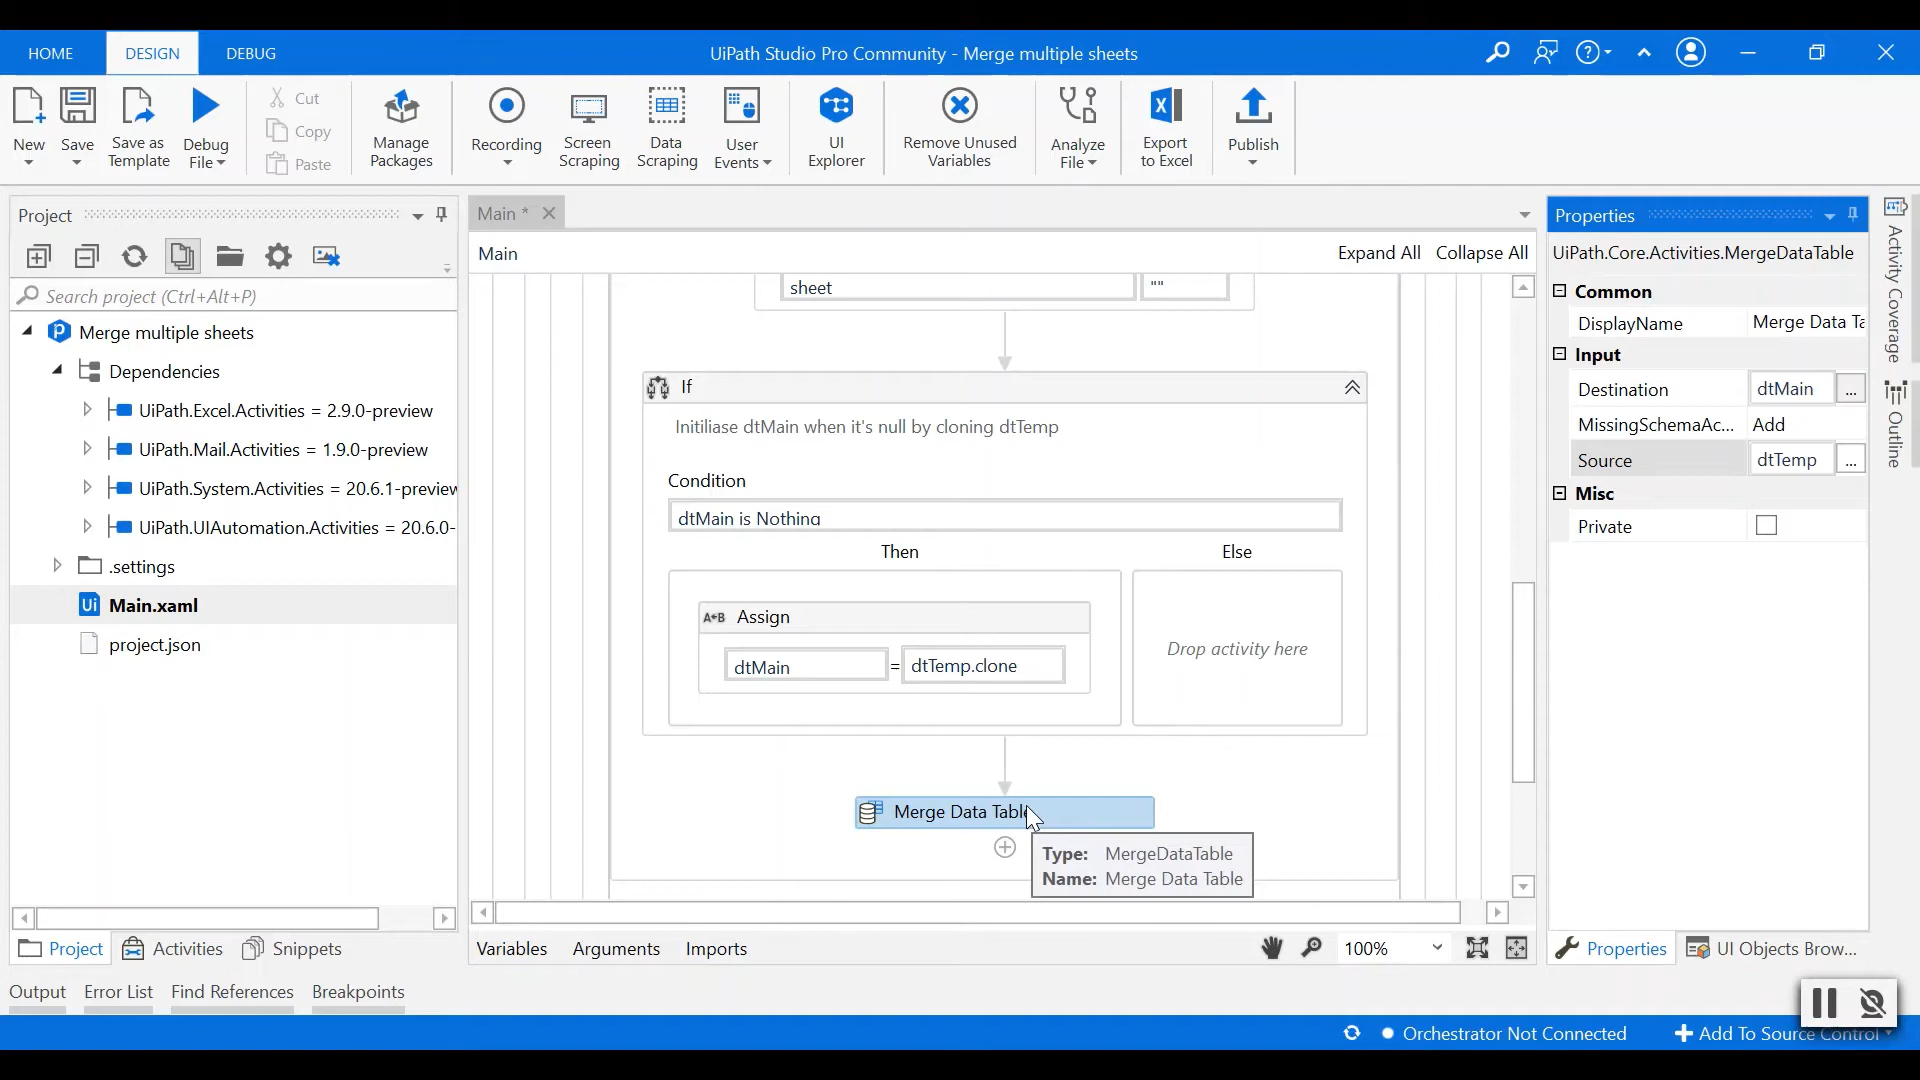 HOME DESIGN DEBUG UiPath Studio Pro Community - Merge multiple sheets
New Save Save as Template Debug File Cut Copy Paste Manage Packages Recording Screen Scraping Data Scraping User Events UI Explorer Remove Unused Variables Analyze File Export to Excel Publish
Project
Search project (Ctrl+Alt+P)
Merge multiple sheets
Dependencies
UiPath.Excel.Activities = 2.9.0-preview
UiPath.Mail.Activities = 1.9.0-preview
UiPath.System.Activities = 20.6.1-preview
UiPath.UIAutomation.Activities = 20.6.0-
.settings
Main.xaml
project.json
Project Activities Snippets
Main *
Main Expand All Collapse All
sheet ""
If
Initiliase dtMain when it's null by cloning dtTemp
Condition
dtMain is Nothing
Then Else
A+B Assign
dtMain = dtTemp.clone
Drop activity here
Merge Data Table
Type: MergeDataTable
Name: Merge Data Table
Variables Arguments Imports 100%
Properties
UiPath.Core.Activities.MergeDataTable
Common
DisplayName Merge Data Ta
Input
Destination dtMain ...
MissingSchemaAc... Add
Source dtTemp ...
Misc
Private
Properties UI Objects Brow...
Activity Coverage
Outline
Output Error List Find References Breakpoints
Orchestrator Not Connected Add To Source Control